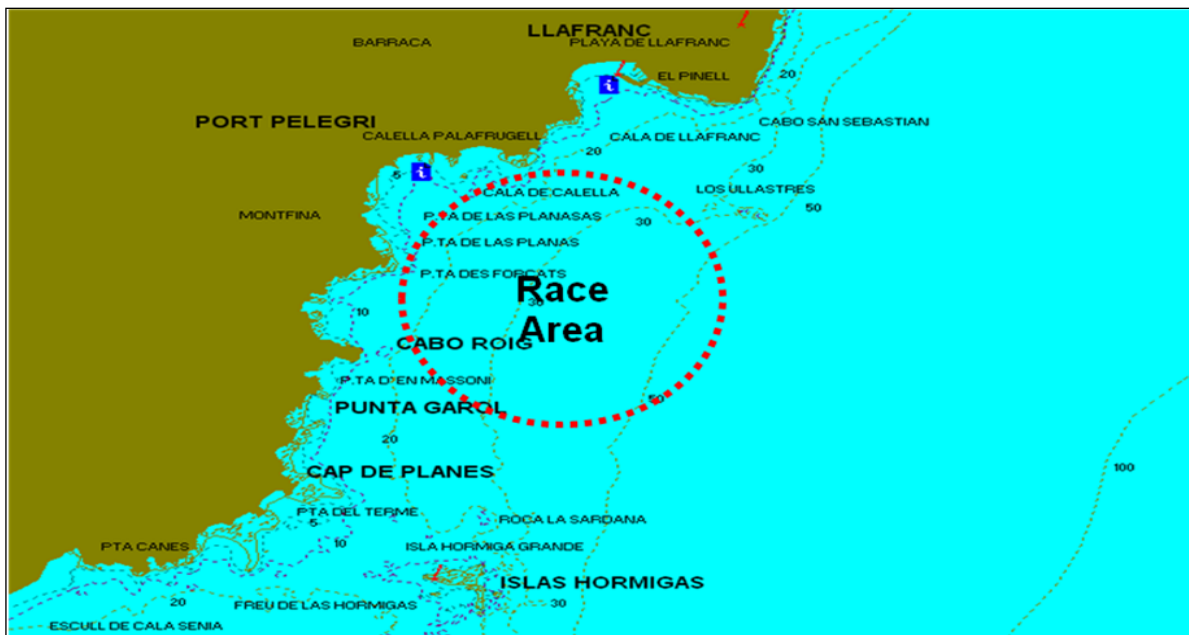 LLAFRANC
BARRACA
PLAYA DE LLAFRANC
EL PINELL
20
i
PORT PELEGRI
CABO SAN SEBASTIAN
CALELLA PALAFRUGELL
CALA DE LLAFRANC
20
30
5
i
CALA DE CALELLA
LOS ULLASTRES
50
MONTFINA
P.TA DE LAS PLANASAS
30
P.TA DE LAS PLANAS
P.TA DES FORCATS
Race
30
10
Area
CABO ROIG
P.TA D'EN MASSONI
50
PUNTA GAROL
20
CAP DE PLANES
100
PTA DEL TERME
ROCA LA SARDANA
5
10
PTA CANES
ISLA HORMIGA GRANDE
ISLAS HORMIGAS
20
FREU DE LAS HORMIGAS
30
ESCULL DE CALA SENIA